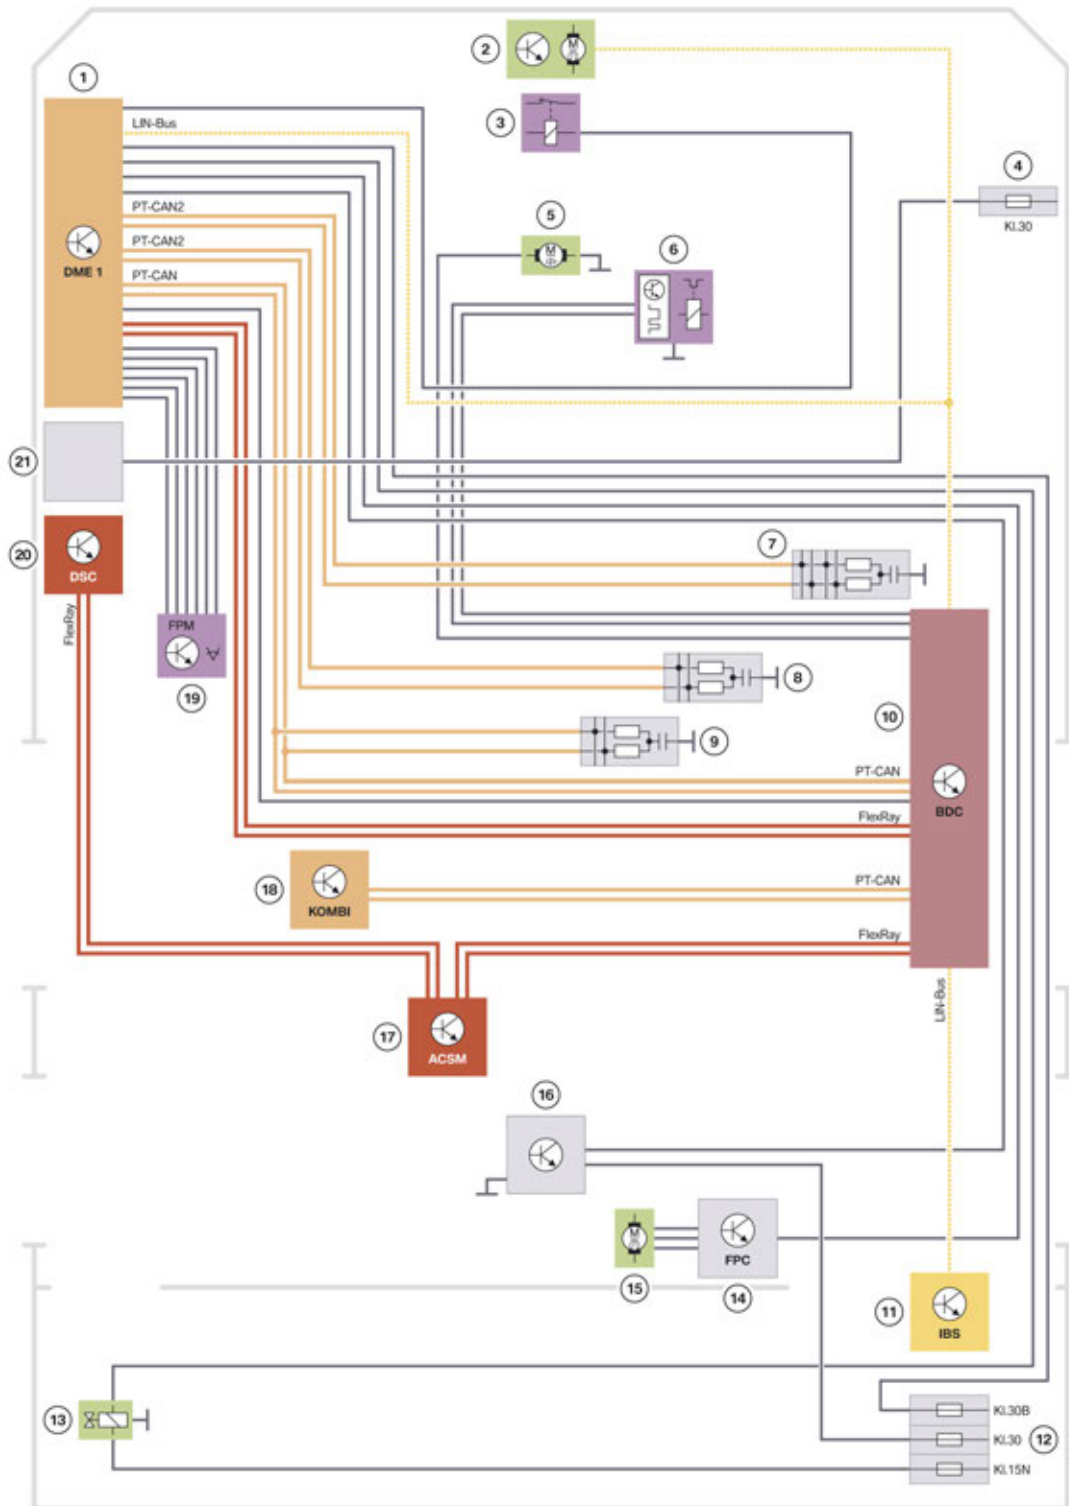 2
1
LIN-Bus
3
4
Kl.30
PT-CAN2
5
PT-CAN2
6
DME 1
PT-CAN
21
20
DSC
7
FlexRay
FPM
8
19
10
9
PT-CAN
BDC
FlexRay
18
KOMBI
PT-CAN
FlexRay
LIN-Bus
17
ACSM
16
FPC
15
14
11
IBS
13
Kl.30B
Kl.30
12
Kl.15N